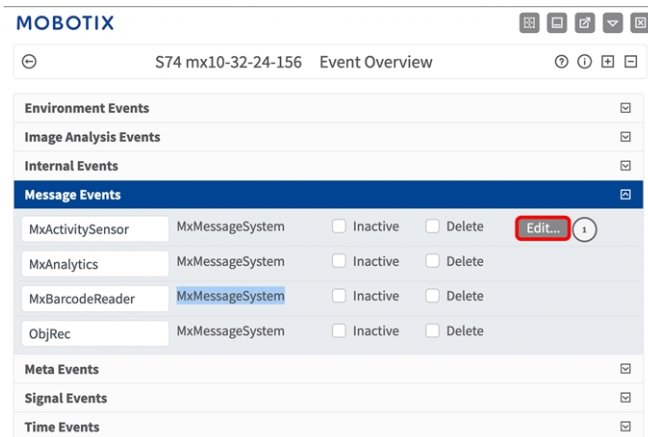 MOBOTIX
S74 mx10-32-24-156 Event Overview
Environment Events
Image Analysis Events
Internal Events
Message Events
MxActivitySensor MxMessageSystem Inactive Delete Edit... 1
MxAnalytics MxMessageSystem Inactive Delete
MxBarcodeReader MxMessageSystem Inactive Delete
ObjRec MxMessageSystem Inactive Delete
Meta Events
Signal Events
Time Events